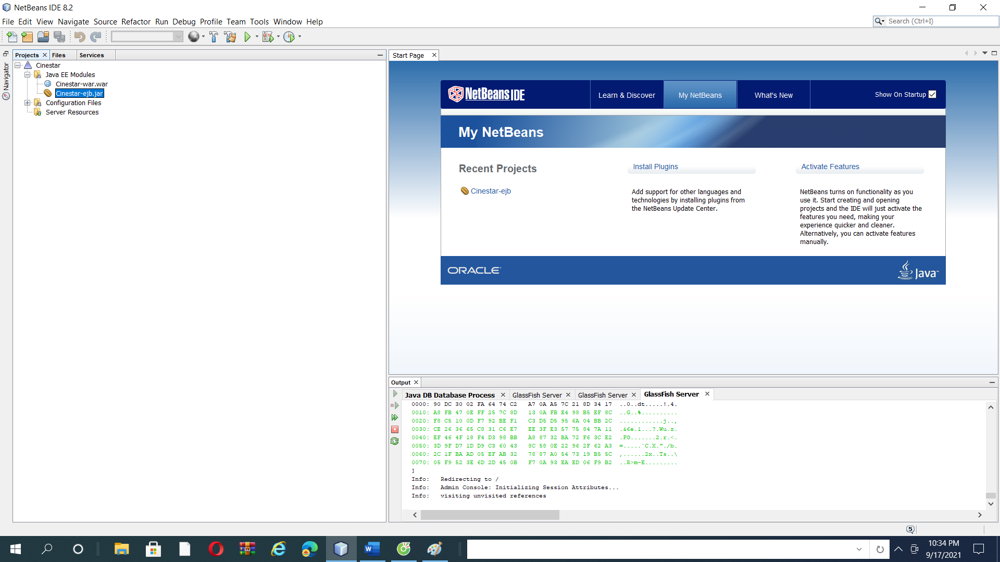 NetBeans IDE 8.2
File Edit View Navigate Source Refactor Run Debug Profile Team Tools Window Help
Search (Ctrl+I)
Navigator
Projects Files Services
Cinestar
Java EE Modules
Cinestar-war.war
Cinestar-ejb.jar
Configuration Files
Server Resources
Start Page
NetBeans IDE
Learn & Discover
My NetBeans
What's New
Show On Startup
My NetBeans
Recent Projects
Cinestar-ejb
Install Plugins
Add support for other languages and
technologies by installing plugins from
the NetBeans Update Center.
Activate Features
NetBeans turns on functionality as you
use it. Start creating and opening
projects and the IDE will just activate the
features you need, making your
experience quicker and cleaner.
Alternatively, you can activate features
manually.
ORACLE
Java™
Output
Java DB Database Process GlassFish Server GlassFish Server GlassFish Server
0000: 90 DC 30 02 FA 64 74 C2 A7 0A A5 7C 21 8D 34 17 ..0..dt.....!.4.
0010: A8 FB 47 0E FF 25 7C 8D 13 0A FB E4 98 B5 EF 8C ..G..%..........
0020: F8 C5 10 0D F7 92 BE F1 C3 D5 D5 95 6A 04 BB 2C ............j..,
0030: CE 26 36 65 C8 31 C6 E7 EE 3F E3 57 75 84 7A 11 .&6e.1...?.Wu.z.
0040: EF 46 4F 18 F4 D3 98 BB A8 87 32 BA 72 F6 3C E2 .FO.......2.r.<.
0050: 3D 9F D7 1D D9 C3 60 43 8C 58 0E 22 96 2F 62 A3 =.....`C.X."./b.
0060: 2C 1F BA AD 05 EF AB 32 78 87 A0 54 73 19 B5 5C ,......2x..Ts..\
0070: 05 F9 52 3E 6D 2D 45 0B F7 0A 93 EA ED 06 F9 B2 ..R>m-E.........
]
Info: Redirecting to /
Info: Admin Console: Initializing Session Attributes...
Info: visiting unvisited references
5
10:34 PM
9/17/2021